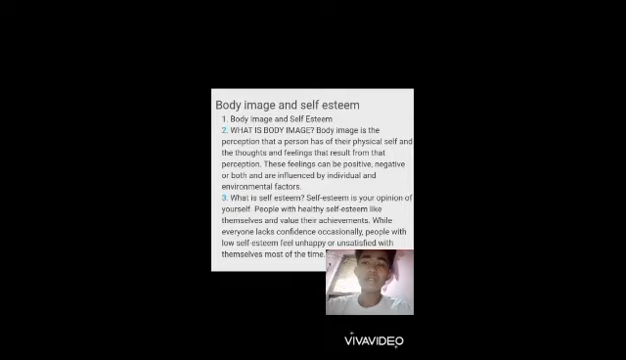 Body image and self esteem
1. Body Image and Self Esteem
2. WHAT IS BODY IMAGE? Body image is the
perception that a person has of their physical self and
the thoughts and feelings that result from that
perception. These feelings can be positive, negative
or both and are influenced by individual and
environmental factors.
3. What is self esteem? Self-esteem is your opinion of
yourself. People with healthy self-esteem like
themselves and value their achievements. While
everyone lacks confidence occasionally, people with
low self-esteem feel unhappy or unsatisfied with
themselves most of the time.
VIVAVIDEO